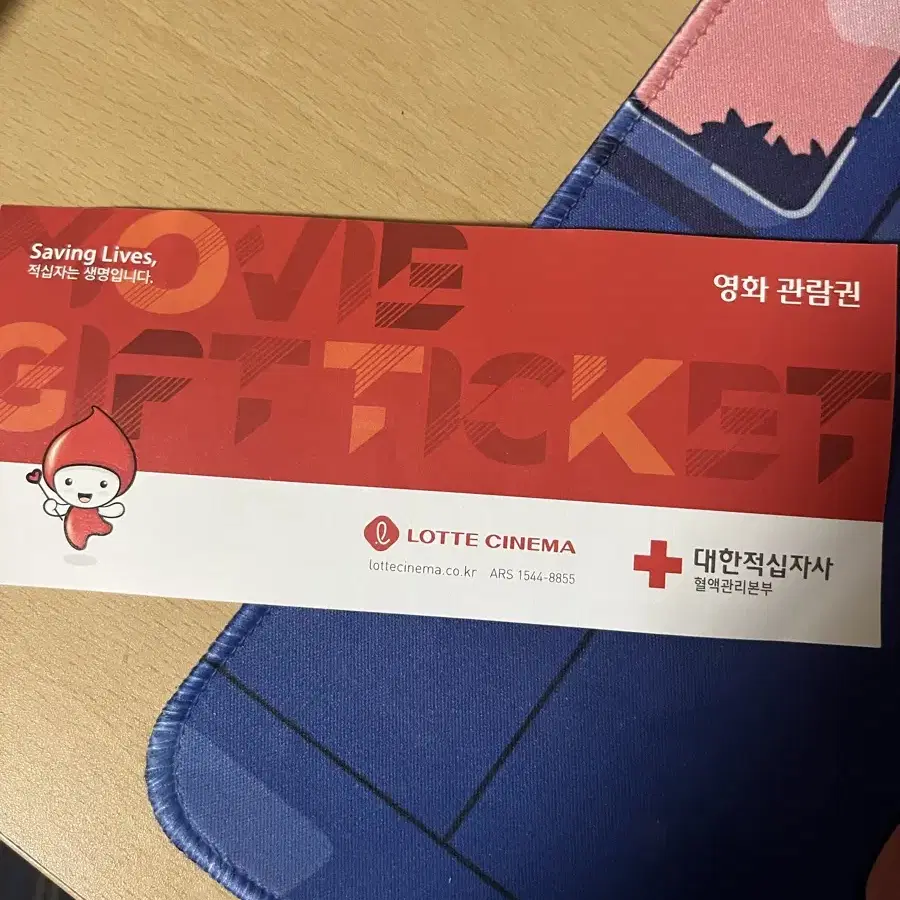 MOVIE
GIFT TICKET
Saving Lives,
적십자는 생명입니다.
영화 관람권
LOTTE CINEMA
lottecinema.co.kr ARS 1544-8855
대한적십자사
혈액관리본부